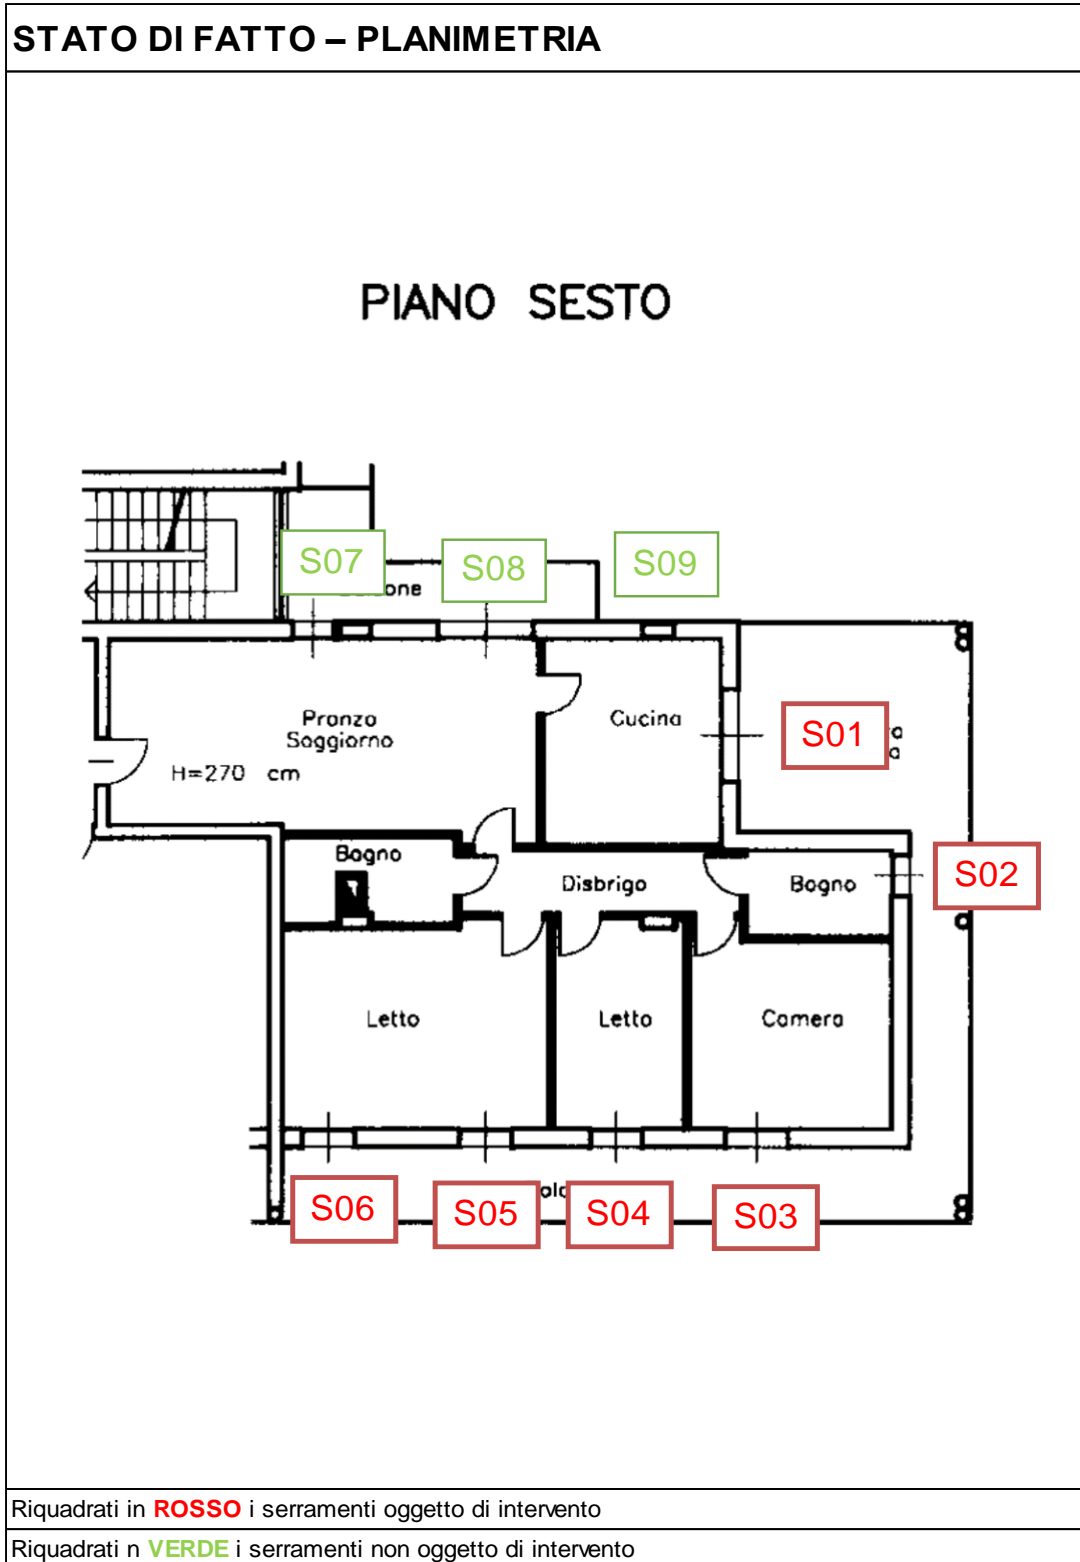 STATO DI FATTO – PLANIMETRIA
PIANO SESTO
S07
S08
S09
one
Pranzo
Soggiorno
Cucina
S01
a
a
H=270 cm
Bagno
Disbrigo
Bagno
S02
Letto
Letto
Camera
S06
S05
S04
S03
Riquadrati in ROSSO i serramenti oggetto di intervento
Riquadrati n VERDE i serramenti non oggetto di intervento